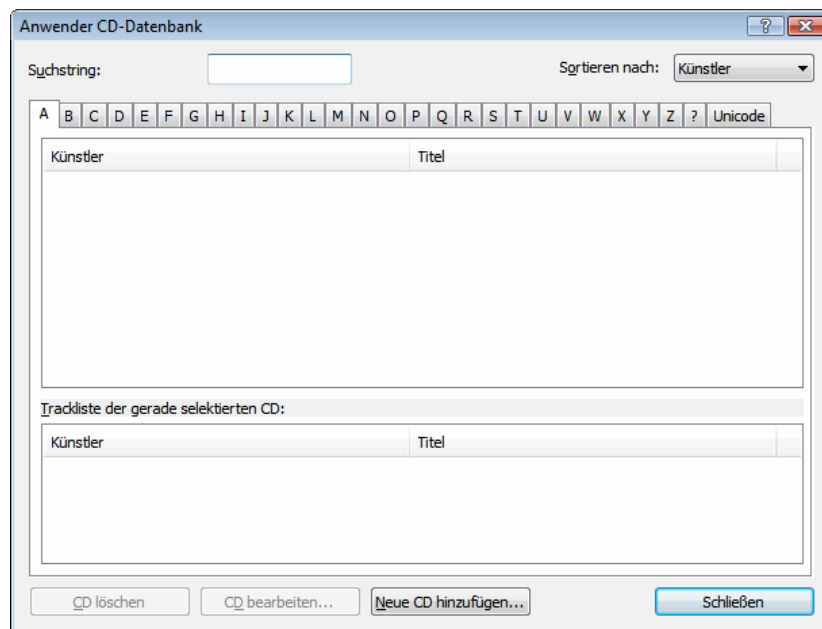 Anwender CD-Datenbank
Suchstring: Sortieren nach: Künstler
A B C D E F G H I J K L M N O P Q R S T U V W X Y Z ? Unicode
Künstler Titel
Trackliste der gerade selektierten CD:
Künstler Titel
CD löschen CD bearbeiten... Neue CD hinzufügen... Schließen